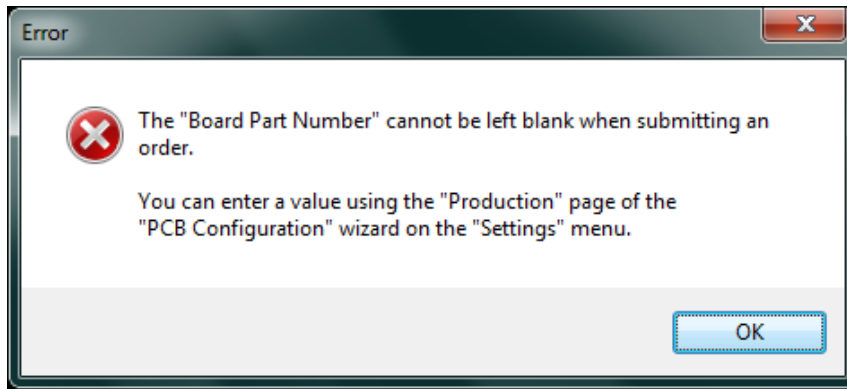 Error
The "Board Part Number" cannot be left blank when submitting an
order.
You can enter a value using the "Production" page of the
"PCB Configuration" wizard on the "Settings" menu.
OK